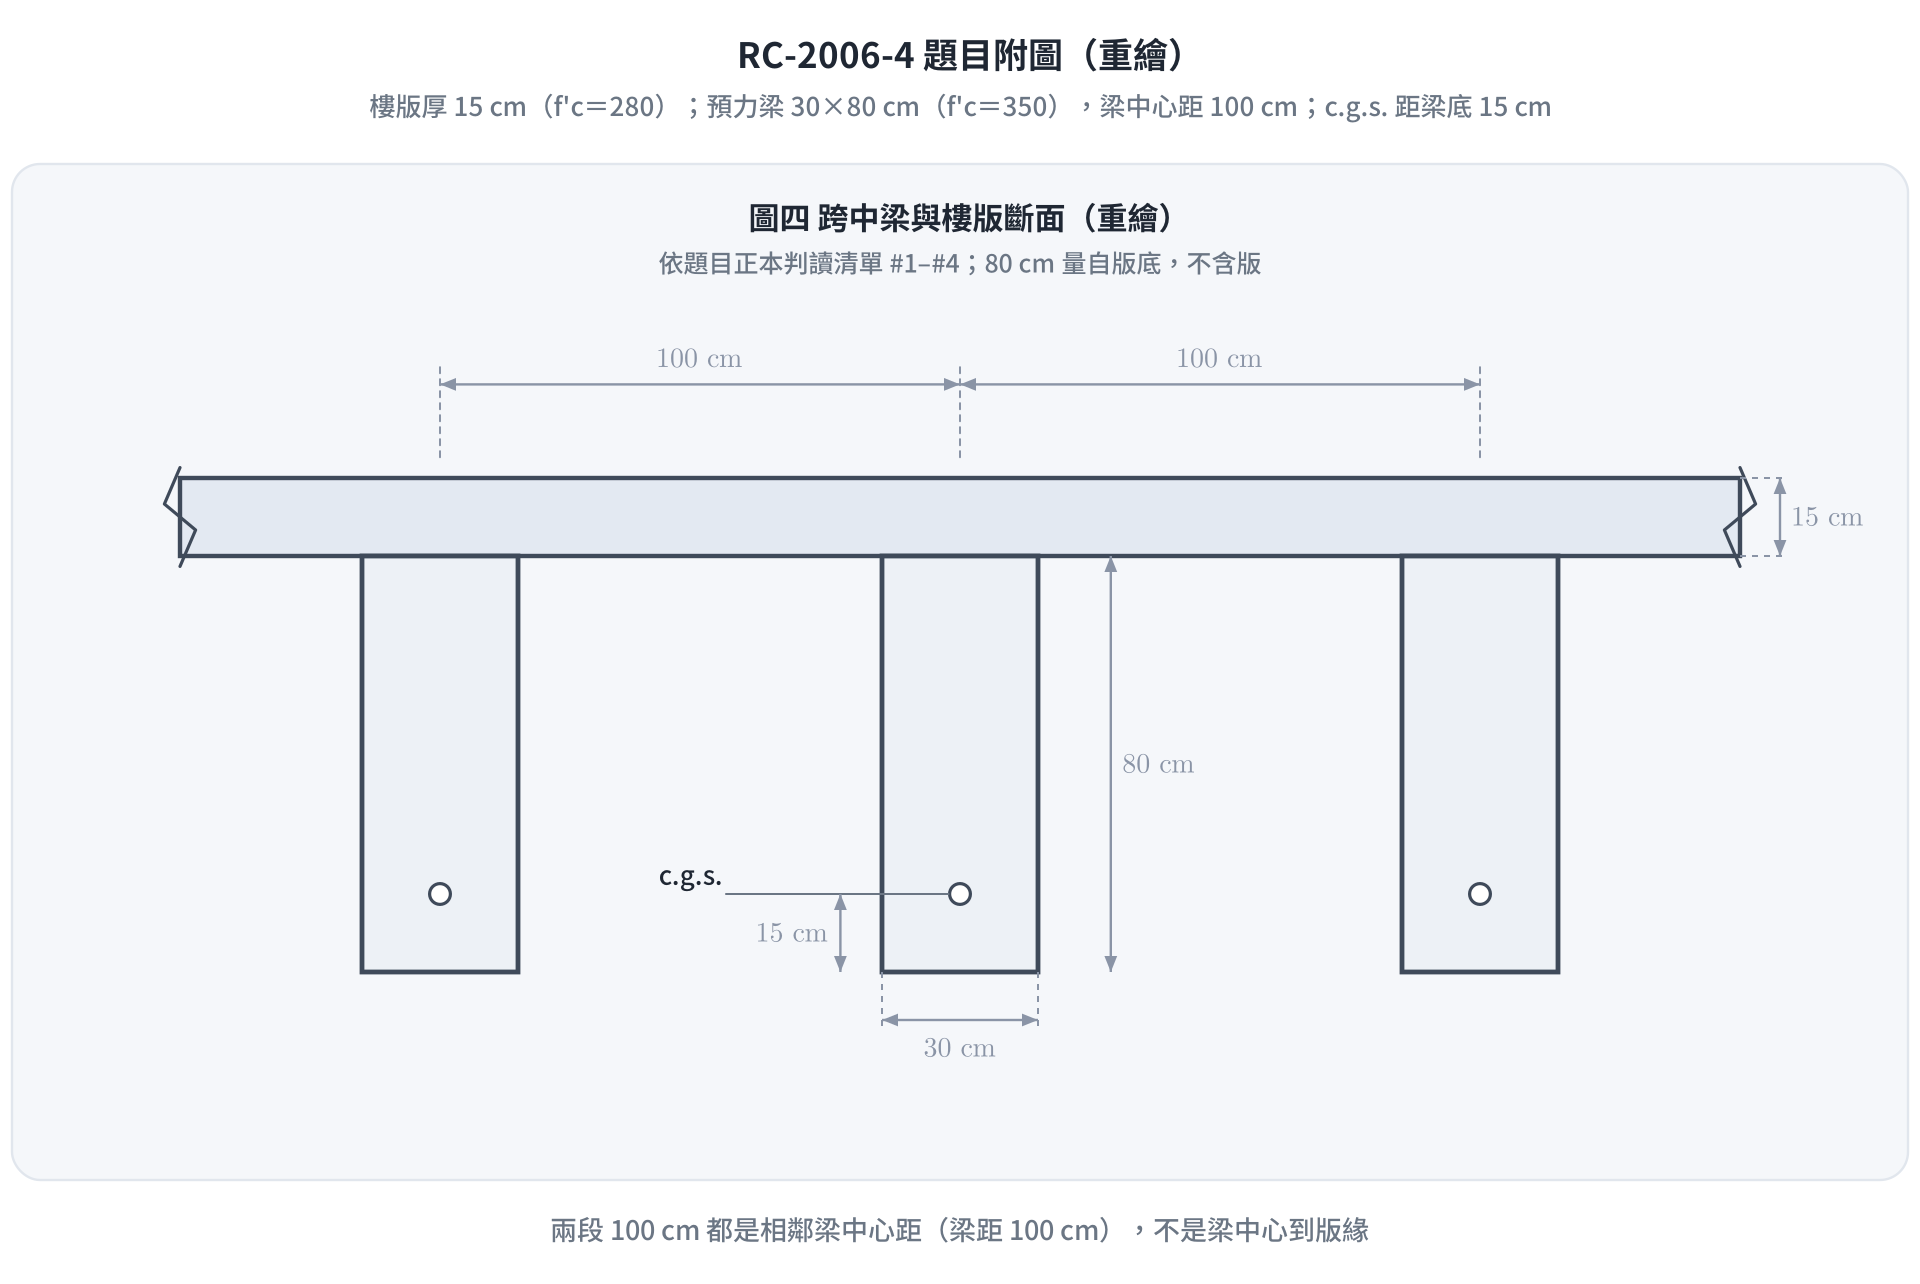 RC-2006-4 題目附圖（重繪）
樓版厚 15 cm（f'c＝280）；預力梁 30×80 cm（f'c＝350），梁中心距 100 cm；c.g.s. 距梁底 15 cm
圖四 跨中梁與樓版斷面（重繪）
依題目正本判讀清單 #1–#4；80 cm 量自版底，不含版
100 cm
100 cm
15 cm
80 cm
c.g.s.
15 cm
30 cm
兩段 100 cm 都是相鄰梁中心距（梁距 100 cm），不是梁中心到版緣